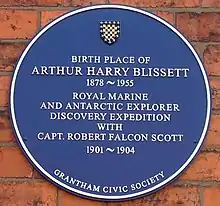 BIRTH PLACE OF
ARTHUR HARRY BLISSETT
1878 ~ 1955
ROYAL MARINE
AND ANTARCTIC EXPLORER
DISCOVERY EXPEDITION
WITH
CAPT. ROBERT FALCON SCOTT
1901 ~ 1904
GRANTHAM CIVIC SOCIETY